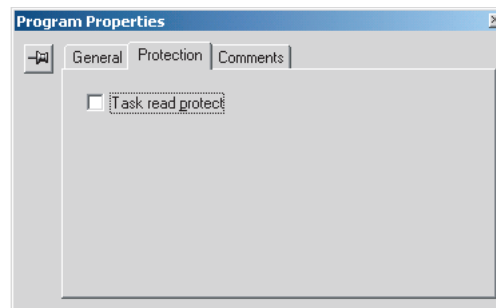 Program Properties
General Protection Comments
Task read protect